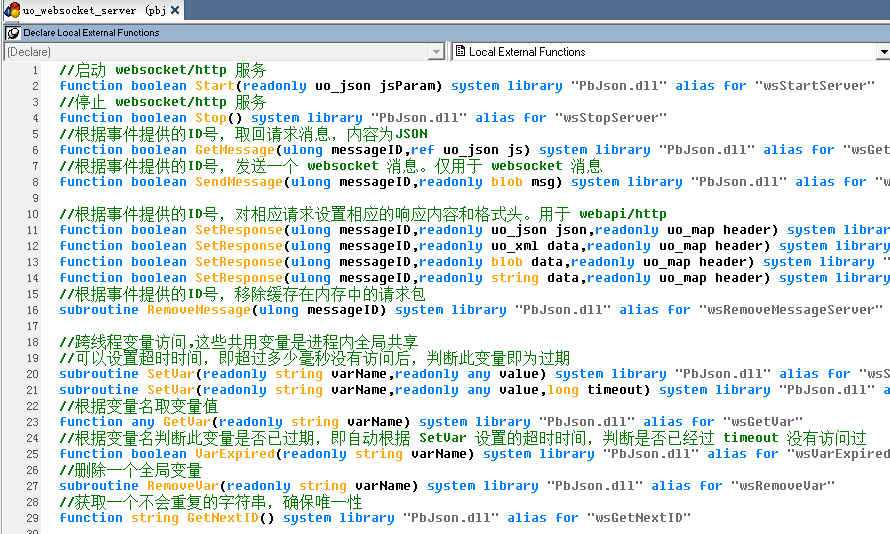 uo_websocket_server (pbj
Declare Local External Functions
(Declare)
Local External Functions
1 //启动 websocket/http 服务
2 function boolean Start(readonly uo_json jsParam) system library "PbJson.dll" alias for "wsStartServer"
3 //停止 websocket/http 服务
4 function boolean Stop() system library "PbJson.dll" alias for "wsStopServer"
5 //根据事件提供的ID号, 取回请求消息, 内容为JSON
6 function boolean GetMessage(ulong messageID,ref uo_json js) system library "PbJson.dll" alias for "wsGet
7 //根据事件提供的ID号, 发送一个 websocket 消息。仅用于 websocket 消息
8 function boolean SendMessage(ulong messageID,readonly blob msg) system library "PbJson.dll" alias for "w
9
10 //根据事件提供的ID号, 对相应请求设置相应的响应内容和格式头。用于 webapi/http
11 function boolean SetResponse(ulong messageID,readonly uo_json json,readonly uo_map header) system librar
12 function boolean SetResponse(ulong messageID,readonly uo_xml data,readonly uo_map header) system library
13 function boolean SetResponse(ulong messageID,readonly blob data,readonly uo_map header) system library "
14 function boolean SetResponse(ulong messageID,readonly string data,readonly uo_map header) system library
15 //根据事件提供的ID号, 移除缓存在内存中的请求包
16 subroutine RemoveMessage(ulong messageID) system library "PbJson.dll" alias for "wsRemoveMessageServer"
17
18 //跨线程变量访问,这些共用变量是进程内全局共享
19 //可以设置超时时间, 即超过多少毫秒没有访问后, 判断此变量即为过期
20 subroutine SetVar(readonly string varName,readonly any value) system library "PbJson.dll" alias for "wsS
21 subroutine SetVar(readonly string varName,readonly any value,long timeout) system library "PbJson.dll" a
22 //根据变量名取变量值
23 function any GetVar(readonly string varName) system library "PbJson.dll" alias for "wsGetVar"
24 //根据变量名判断此变量是否已过期, 即自动根据 SetVar 设置的超时时间, 判断是否已经过 timeout 没有访问过
25 function boolean VarExpired(readonly string varName) system library "PbJson.dll" alias for "wsVarExpired
26 //删除一个全局变量
27 subroutine RemoveVar(readonly string varName) system library "PbJson.dll" alias for "wsRemoveVar"
28 //获取一个不会重复的字符串, 确保唯一性
29 function string GetNextID() system library "PbJson.dll" alias for "wsGetNextID"